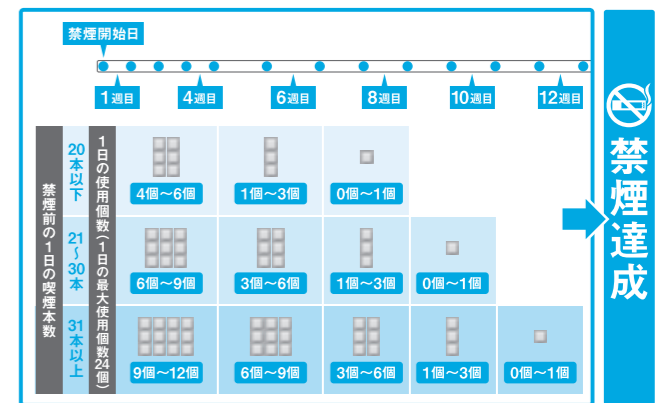 禁煙開始日
1週目 4週目 6週目 8週目 10週目 12週目
禁煙前の1日の喫煙本数
1日の使用個数(1日の最大使用個数24個)
20本以下
4個〜6個 1個〜3個 0個〜1個
21〜30本
6個〜9個 3個〜6個 1個〜3個 0個〜1個
31本以上
9個〜12個 6個〜9個 3個〜6個 1個〜3個 0個〜1個
禁煙達成